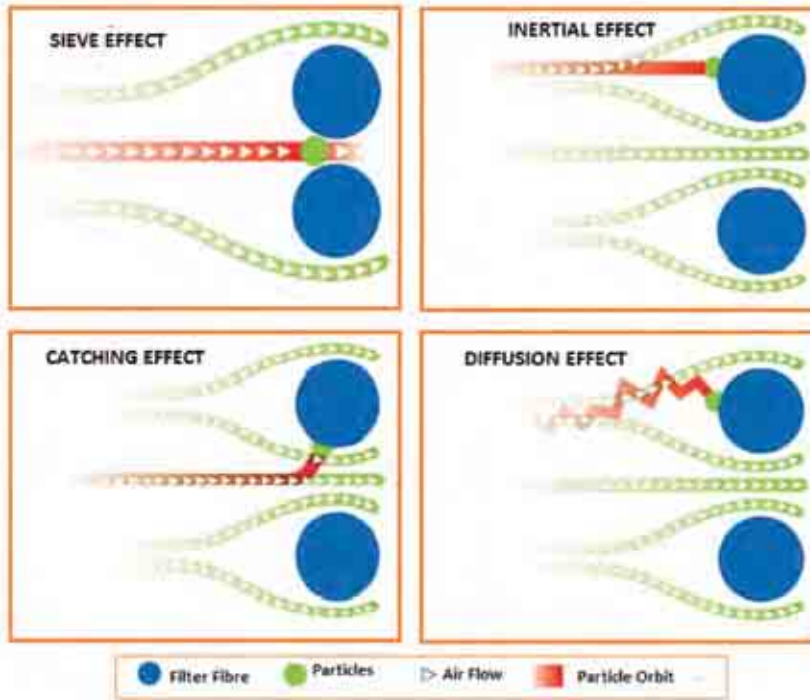 SIEVE EFFECT
INERTIAL EFFECT
CATCHING EFFECT
DIFFUSION EFFECT
Filter Fibre Particles Air Flow Particle Orbit